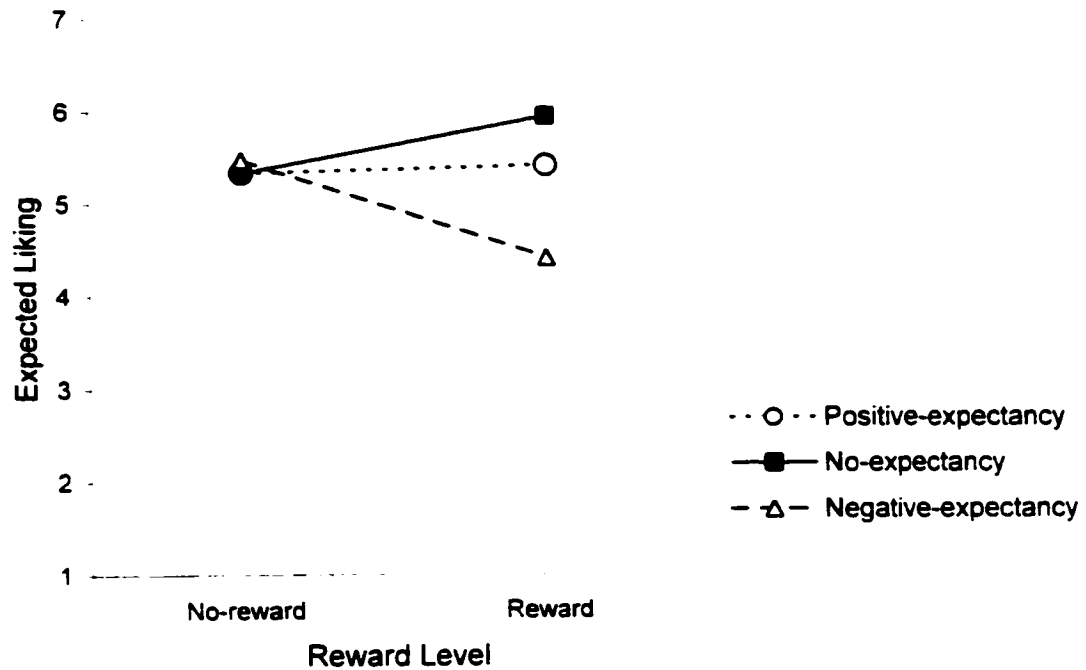 7
6
5
4
3
2
1
Expected Liking
No-reward
Reward
Reward Level
Positive-expectancy
No-expectancy
Negative-expectancy